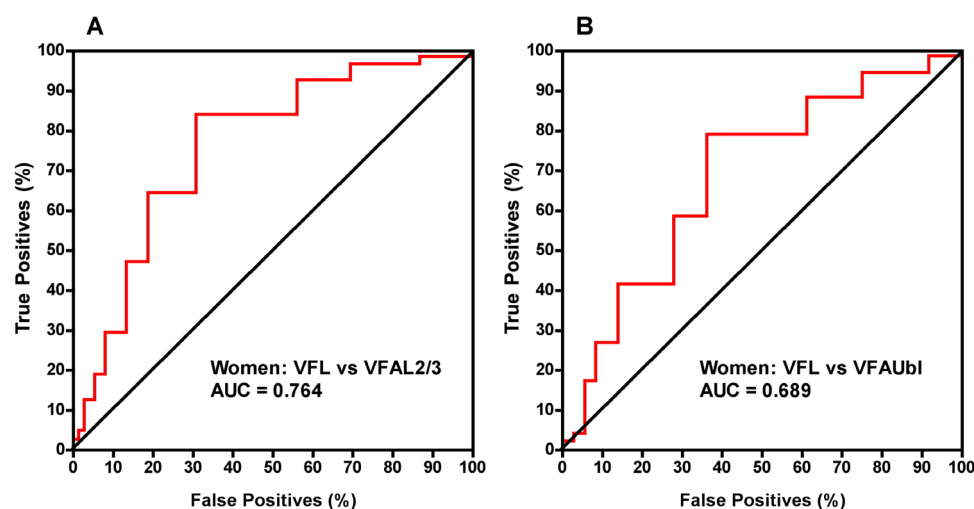 A
True Positives (%)
100
90
80
70
60
50
40
30
20
10
0
Women: VFL vs VFAL2/3
AUC = 0.764
0 10 20 30 40 50 60 70 80 90 100
False Positives (%)
B
True Positives (%)
100
90
80
70
60
50
40
30
20
10
0
Women: VFL vs VFAUbl
AUC = 0.689
0 10 20 30 40 50 60 70 80 90 100
False Positives (%)